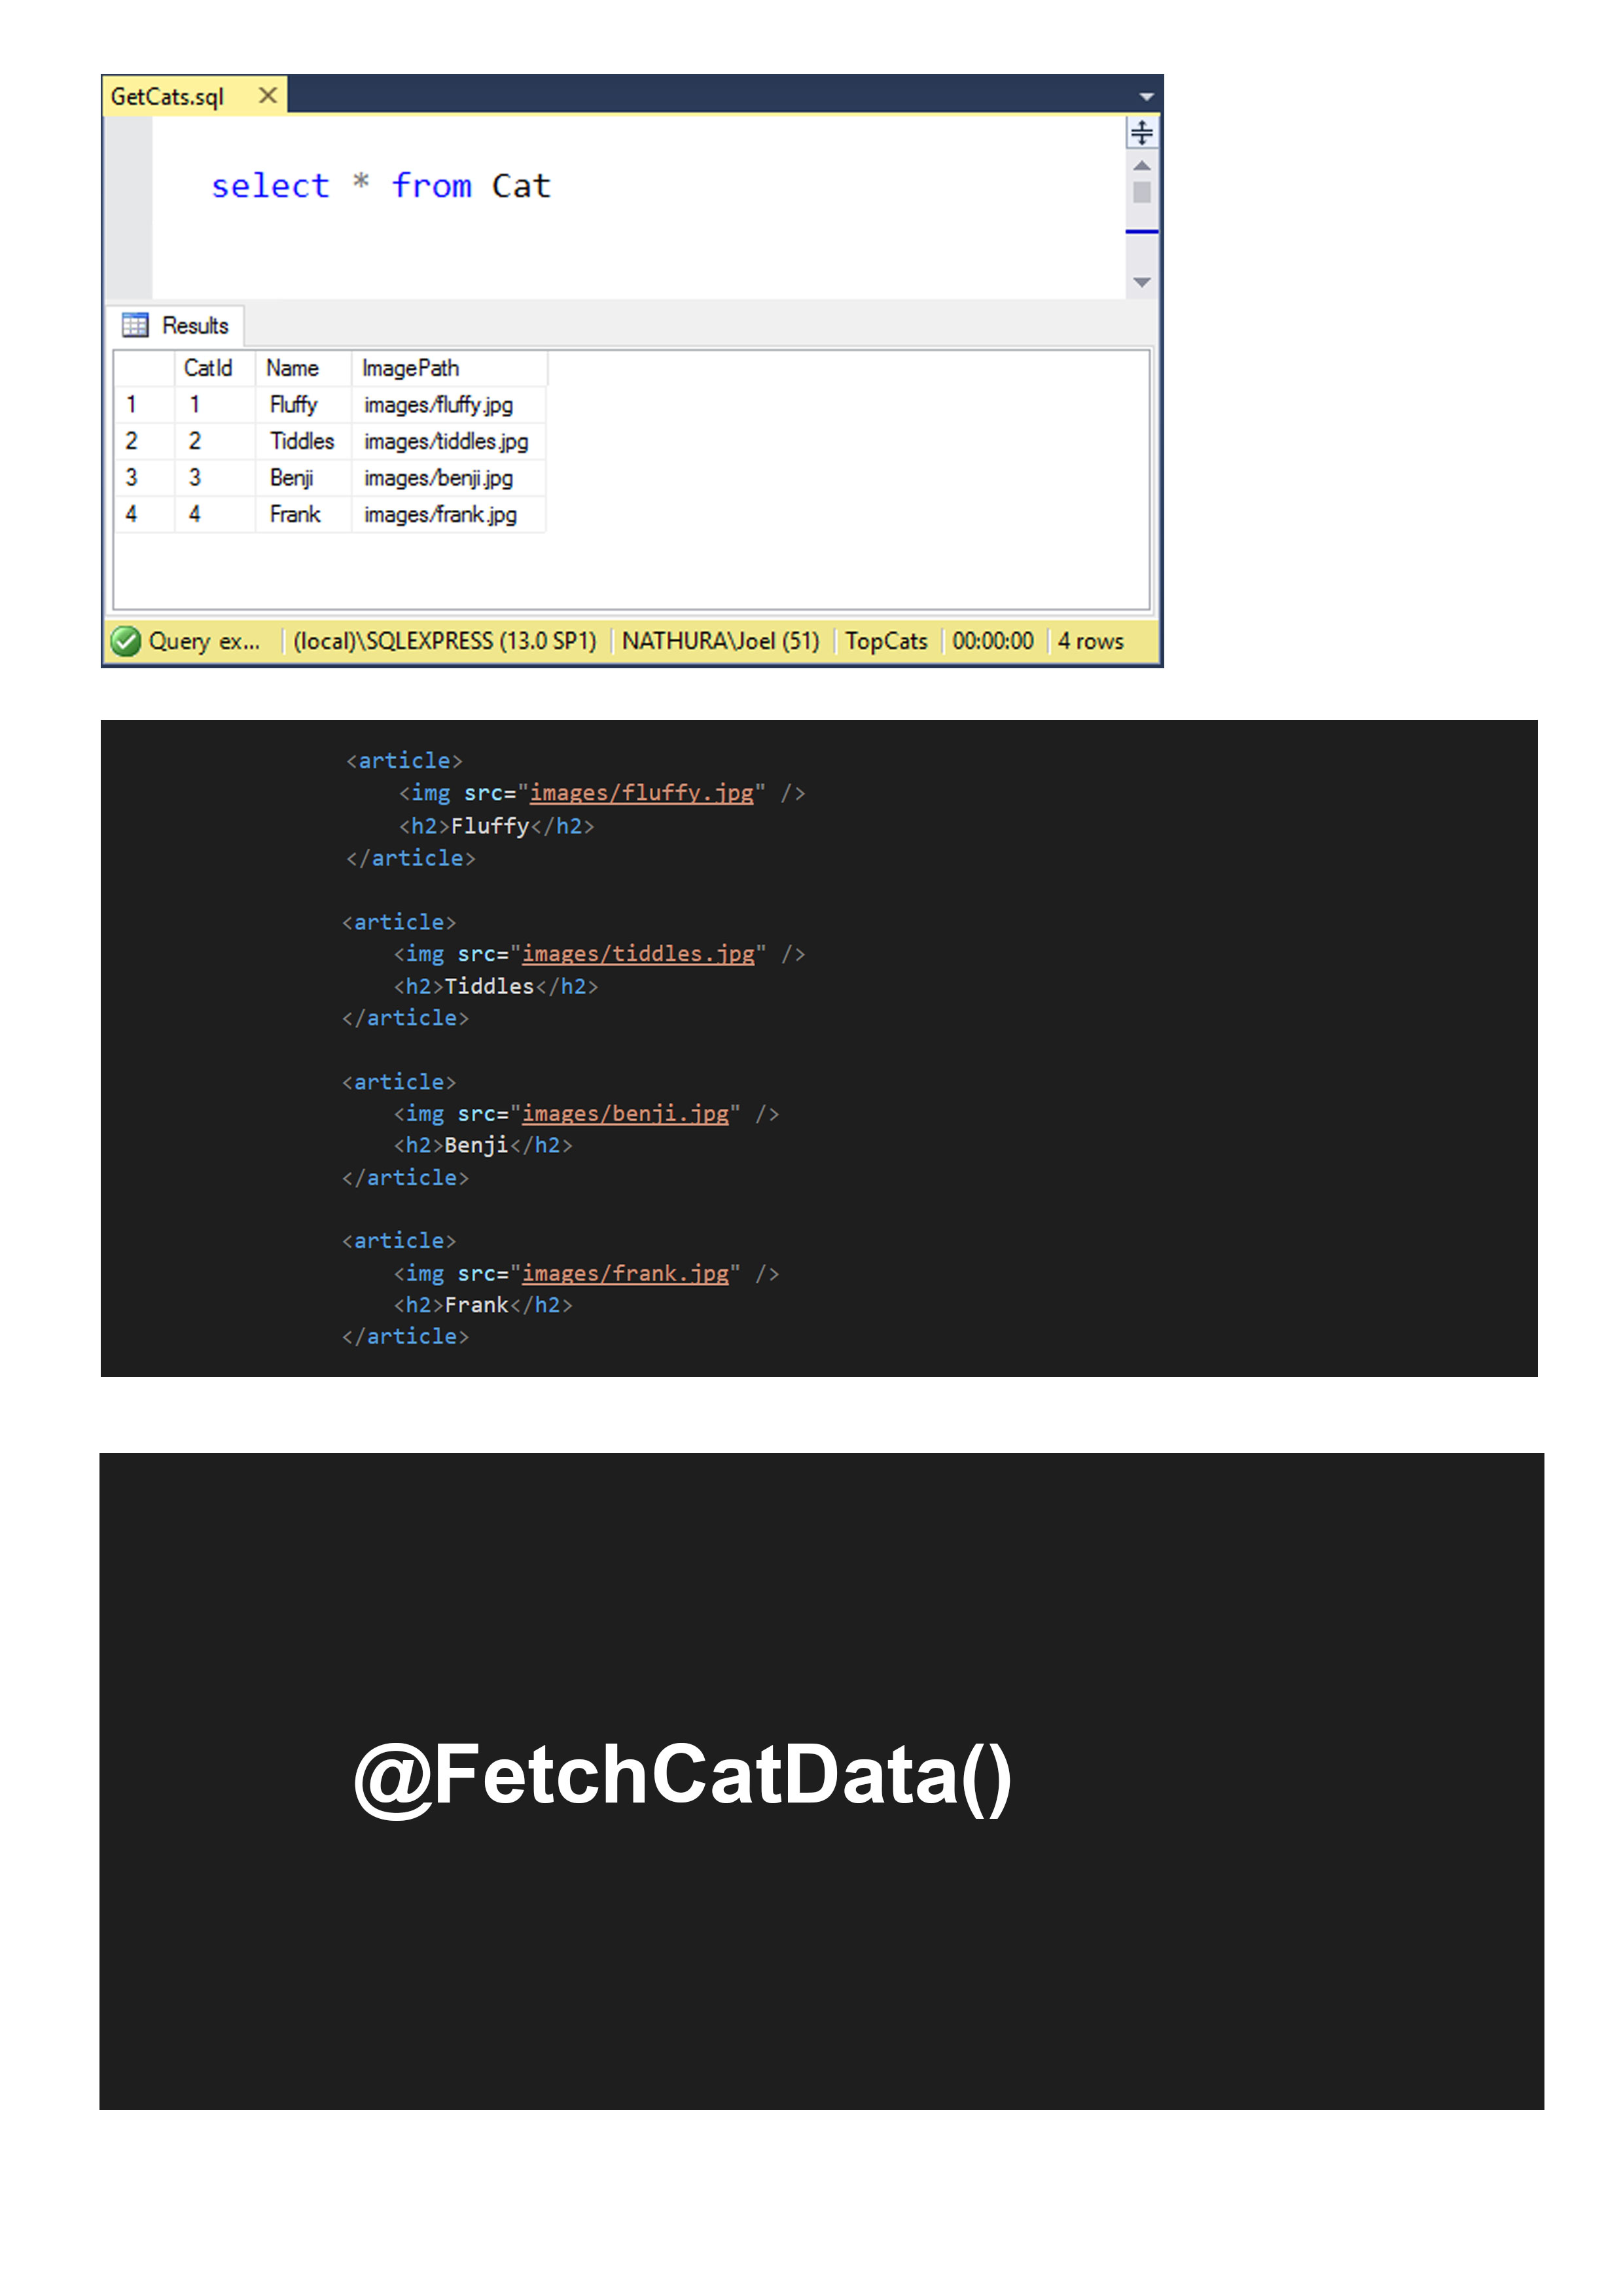 GetCats.sql
select * from Cat
Results
CatId Name ImagePath
1 1 Fluffy images/fluffy.jpg
2 2 Tiddles images/tiddles.jpg
3 3 Benji images/benji.jpg
4 4 Frank images/frank.jpg
Query ex... (local)\SQLEXPRESS (13.0 SP1) NATHURA\Joel (51) TopCats 00:00:00 4 rows
<article>
<img src="images/fluffy.jpg" />
<h2>Fluffy</h2>
</article>
<article>
<img src="images/tiddles.jpg" />
<h2>Tiddles</h2>
</article>
<article>
<img src="images/benji.jpg" />
<h2>Benji</h2>
</article>
<article>
<img src="images/frank.jpg" />
<h2>Frank</h2>
</article>
@FetchCatData()